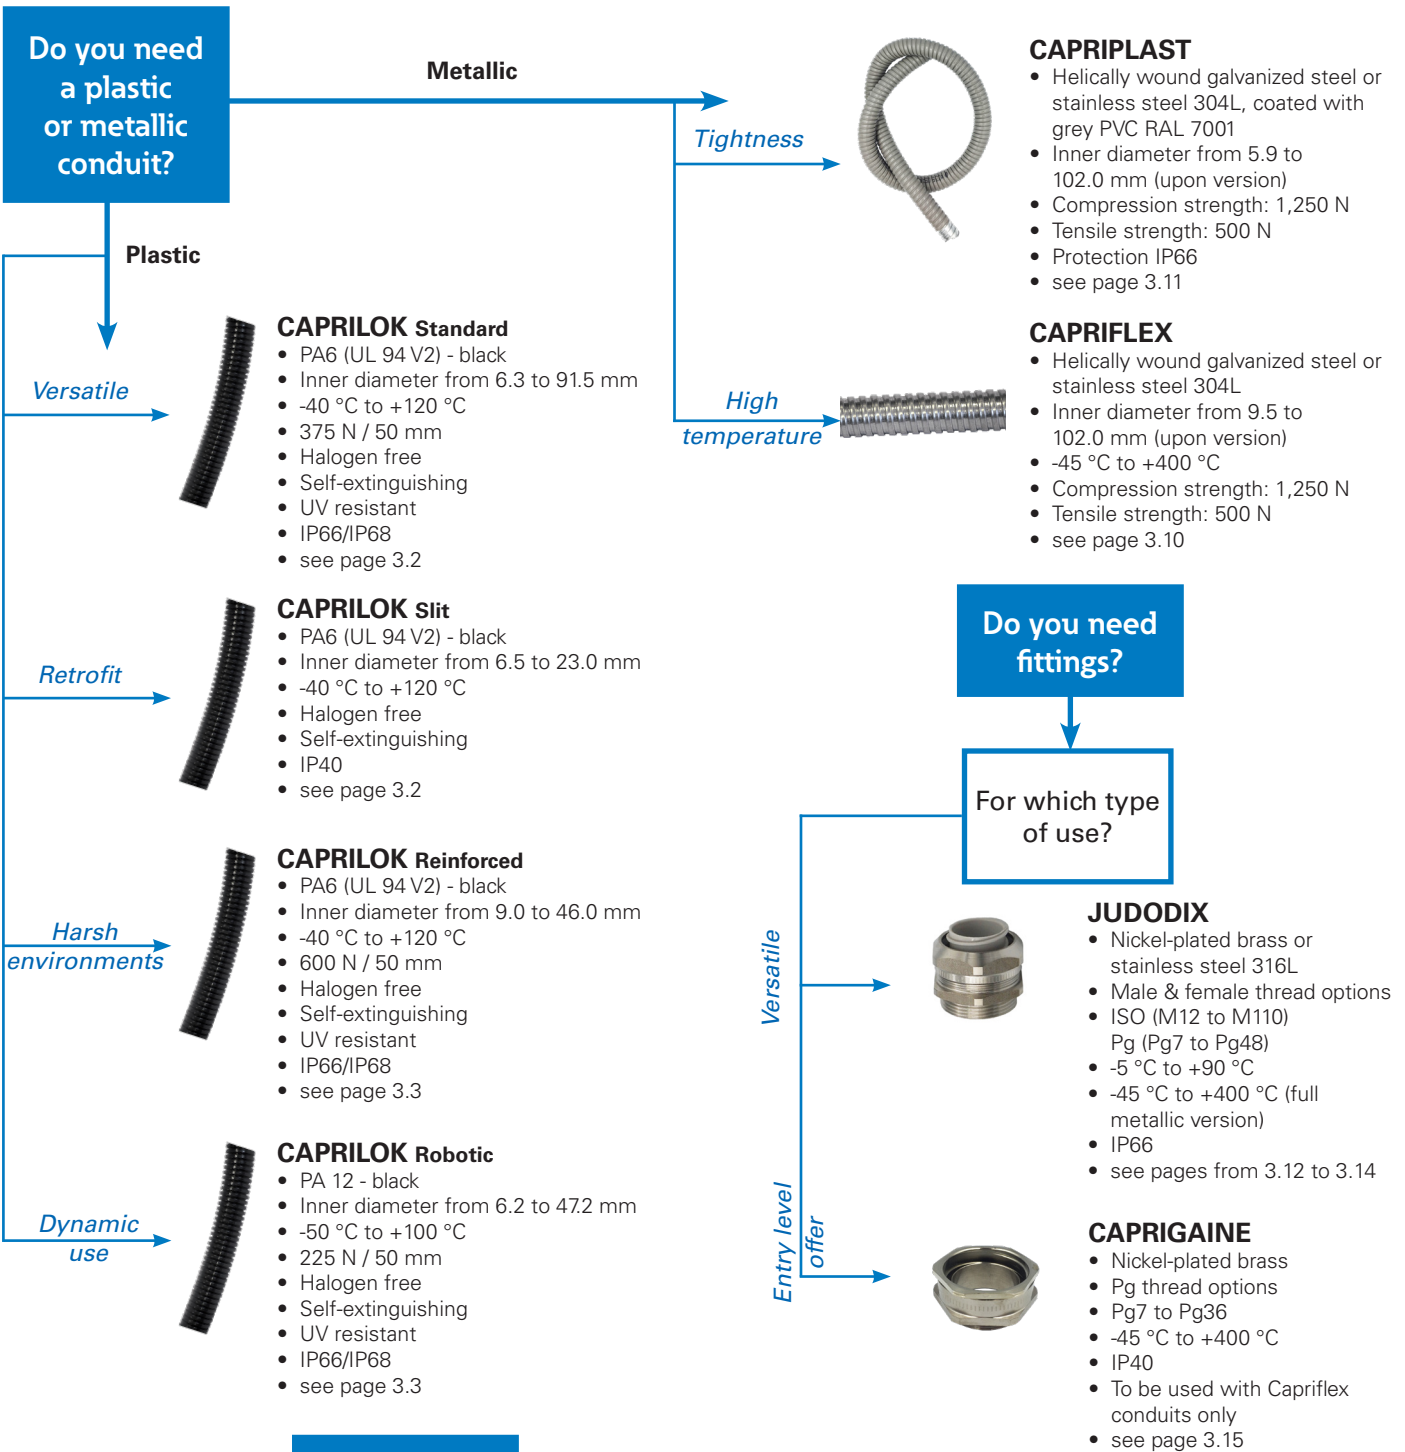 Do you need
a plastic
or metallic
conduit?
Metallic
Tightness
CAPRIPLAST
• Helically wound galvanized steel or
stainless steel 304L, coated with
grey PVC RAL 7001
• Inner diameter from 5.9 to
102.0 mm (upon version)
• Compression strength: 1,250 N
• Tensile strength: 500 N
• Protection IP66
• see page 3.11
High
temperature
CAPRIFLEX
• Helically wound galvanized steel or
stainless steel 304L
• Inner diameter from 9.5 to
102.0 mm (upon version)
• -45 °C to +400 °C
• Compression strength: 1,250 N
• Tensile strength: 500 N
• see page 3.10
Plastic
Versatile
CAPRILOK Standard
• PA6 (UL 94 V2) - black
• Inner diameter from 6.3 to 91.5 mm
• -40 °C to +120 °C
• 375 N / 50 mm
• Halogen free
• Self-extinguishing
• UV resistant
• IP66/IP68
• see page 3.2
Retrofit
CAPRILOK Slit
• PA6 (UL 94 V2) - black
• Inner diameter from 6.5 to 23.0 mm
• -40 °C to +120 °C
• Halogen free
• Self-extinguishing
• IP40
• see page 3.2
Harsh
environments
CAPRILOK Reinforced
• PA6 (UL 94 V2) - black
• Inner diameter from 9.0 to 46.0 mm
• -40 °C to +120 °C
• 600 N / 50 mm
• Halogen free
• Self-extinguishing
• UV resistant
• IP66/IP68
• see page 3.3
Dynamic
use
CAPRILOK Robotic
• PA 12 - black
• Inner diameter from 6.2 to 47.2 mm
• -50 °C to +100 °C
• 225 N / 50 mm
• Halogen free
• Self-extinguishing
• UV resistant
• IP66/IP68
• see page 3.3
Do you need
fittings?
For which type
of use?
Versatile
JUDODIX
• Nickel-plated brass or
stainless steel 316L
• Male & female thread options
• ISO (M12 to M110)
Pg (Pg7 to Pg48)
• -5 °C to +90 °C
• -45 °C to +400 °C (full
metallic version)
• IP66
• see pages from 3.12 to 3.14
Entry level
offer
CAPRIGAINE
• Nickel-plated brass
• Pg thread options
• Pg7 to Pg36
• -45 °C to +400 °C
• IP40
• To be used with Capriflex
conduits only
• see page 3.15